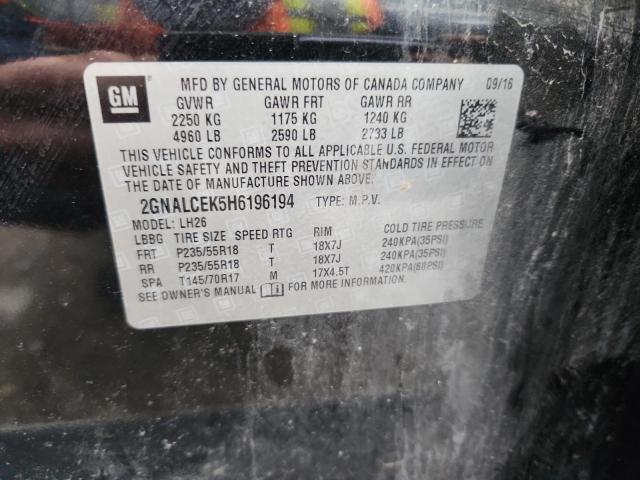 GM
MFD BY GENERAL MOTORS OF CANADA COMPANY 09/16
GVWR GAWR FRT GAWR RR
2250 KG 1175 KG 1240 KG
4960 LB 2590 LB 2733 LB
THIS VEHICLE CONFORMS TO ALL APPLICABLE U.S. FEDERAL MOTOR
VEHICLE SAFETY AND THEFT PREVENTION STANDARDS IN EFFECT ON
THE DATE OF MANUFACTURE SHOWN ABOVE.
2GNALCEK5H6196194 TYPE: M.P.V.
MODEL: LH26
LBBG TIRE SIZE SPEED RTG RIM COLD TIRE PRESSURE
FRT P235/55R18 T 18X7J 240KPA(35PSI)
RR P235/55R18 T 18X7J 240KPA(35PSI)
SPA T145/70R17 M 17X4.5T 420KPA(60PSI)
SEE OWNER'S MANUAL FOR MORE INFORMATION.